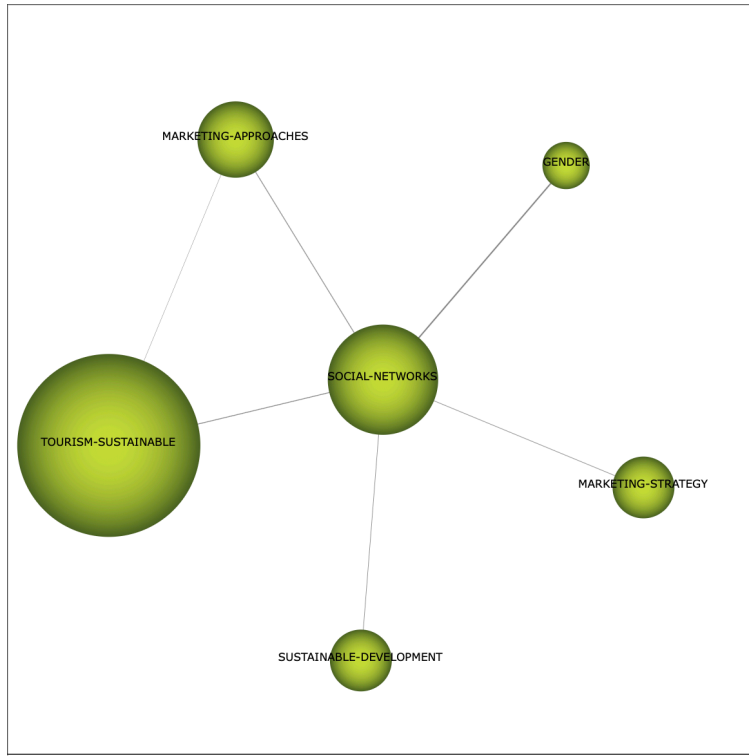 MARKETING-APPROACHES
GENDER
SOCIAL-NETWORKS
TOURISM-SUSTAINABLE
MARKETING-STRATEGY
SUSTAINABLE-DEVELOPMENT